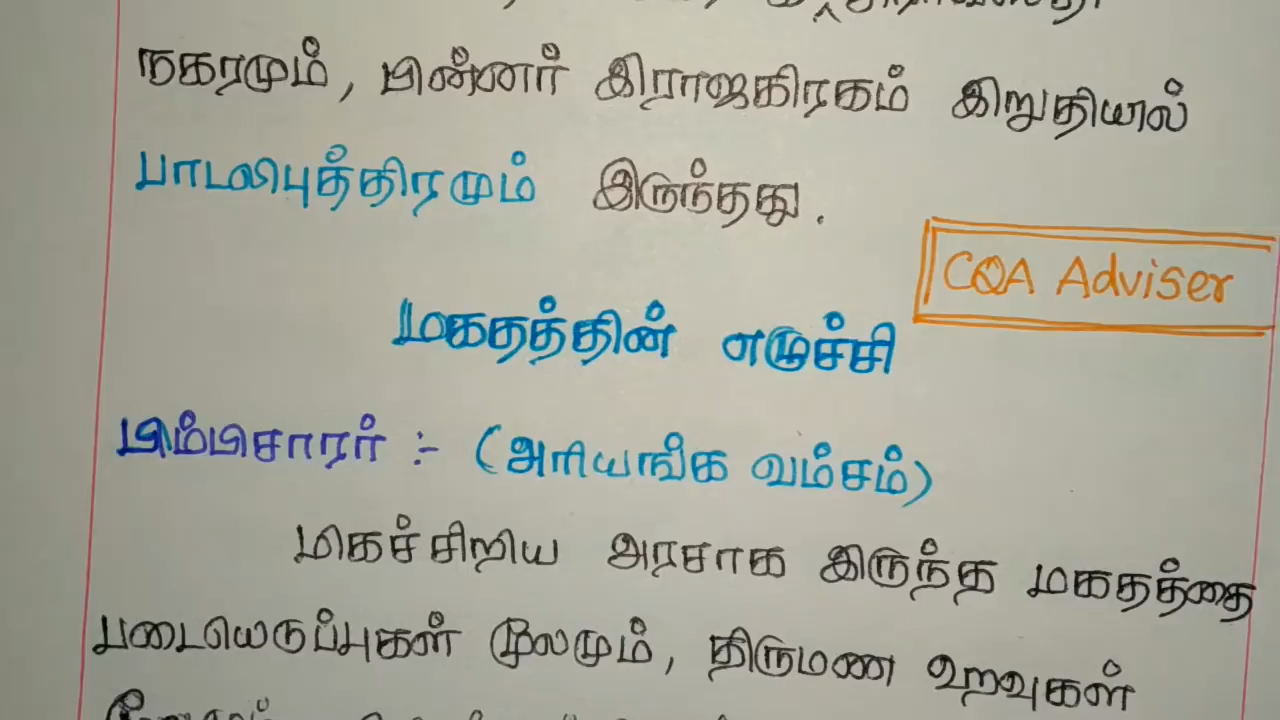 நகரமும், பின்னர் இராஜகிரகம் இறுதியில்
பாடலிபுத்திரமும் இருந்தது.
CQA Adviser
மகதத்தின் எழுச்சி
பிம்பிசாரர் :- (அரியங்க வம்சம்)
மிகச்சிறிய அரசாக இருந்த மகதத்தை
படையெடுப்புகள் மூலமும், திருமண உறவுகள்